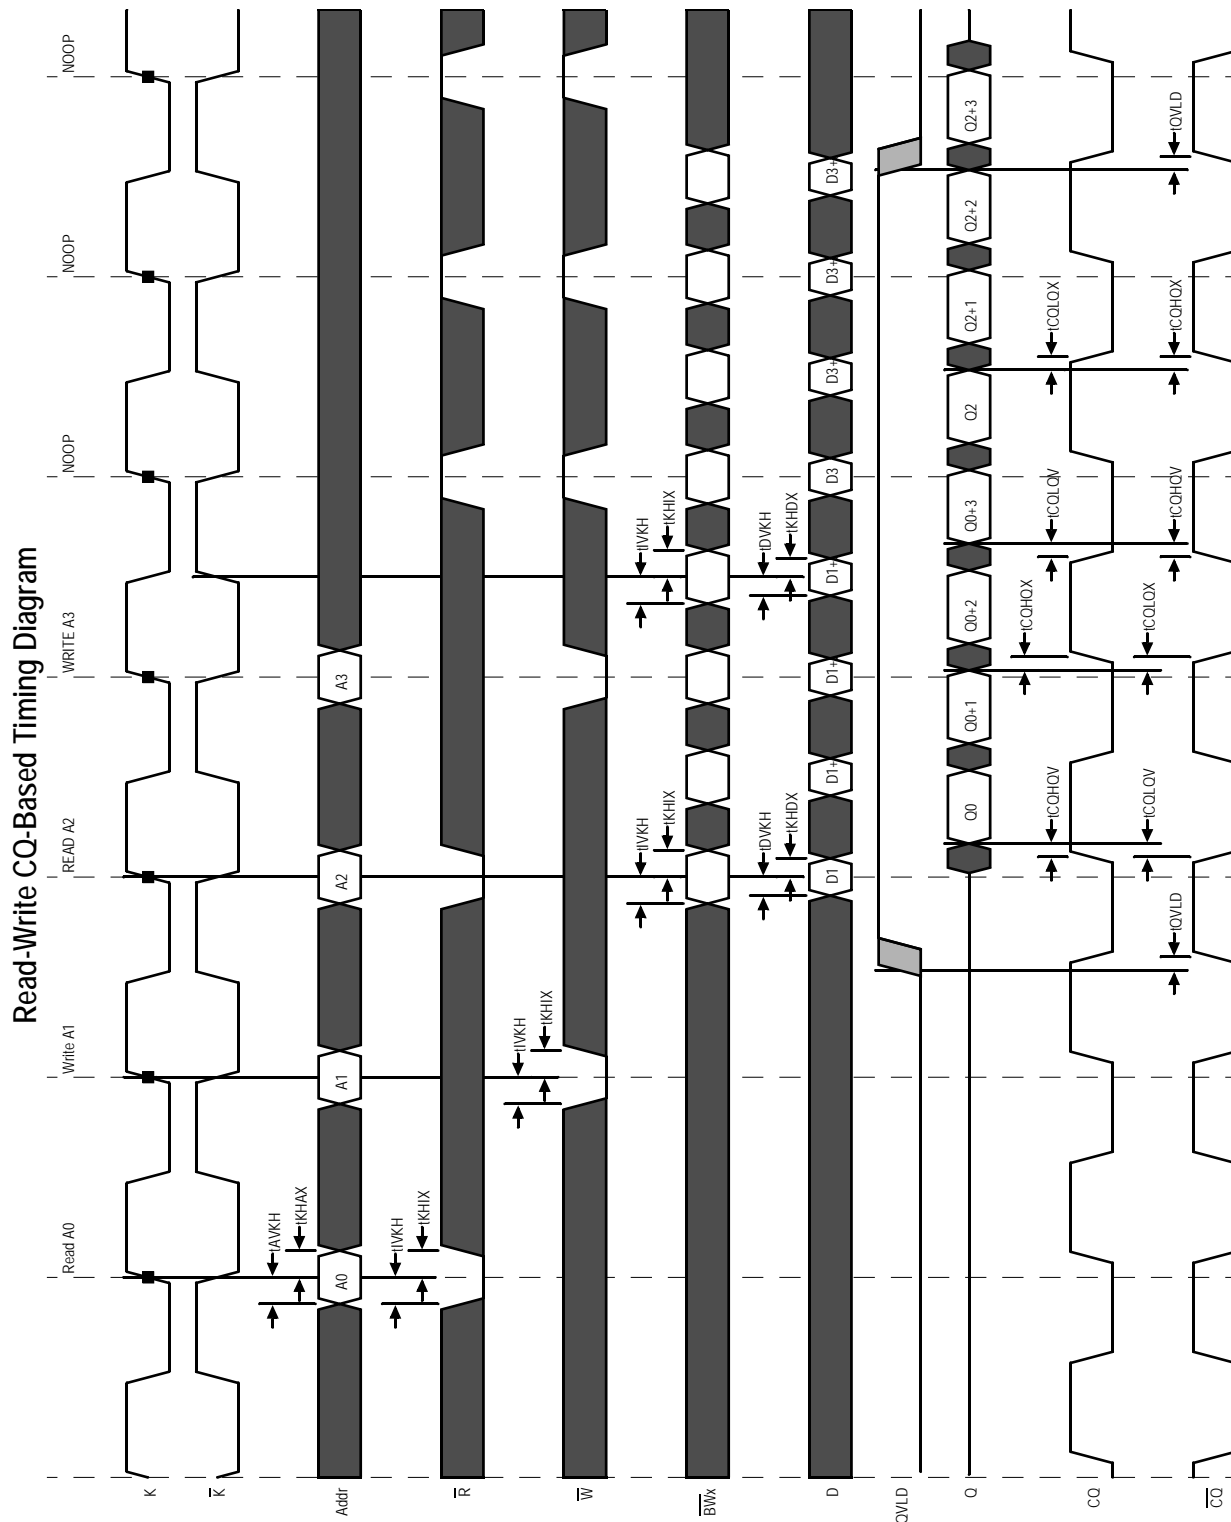 Read-Write CQ-Based Timing Diagram
Read A0
Write A1
READ A2
WRITE A3
NOOP
NOOP
NOOP
K
K
tAVKH
tKHAX
Addr
A0
A1
A2
A3
tIVKH
tKHIX
R
tIVKH
tKHIX
W
tIVKH
tKHIX
tIVKH
tKHIX
BWx
tDVKH
tKHDX
tDVKH
tKHDX
D
D1
D1+
D1+
D1+
D3
D3+
D3+
D3+
QVLD
Q
Q0
Q0+1
Q0+2
Q0+3
Q2
Q2+1
Q2+2
Q2+3
tCQHQV
tCQHQX
tCQLQV
tCQLQX
CQ
tQVLD
tCQLQV
tCQLQX
tCQHQV
tCQHQX
tQVLD
CQ